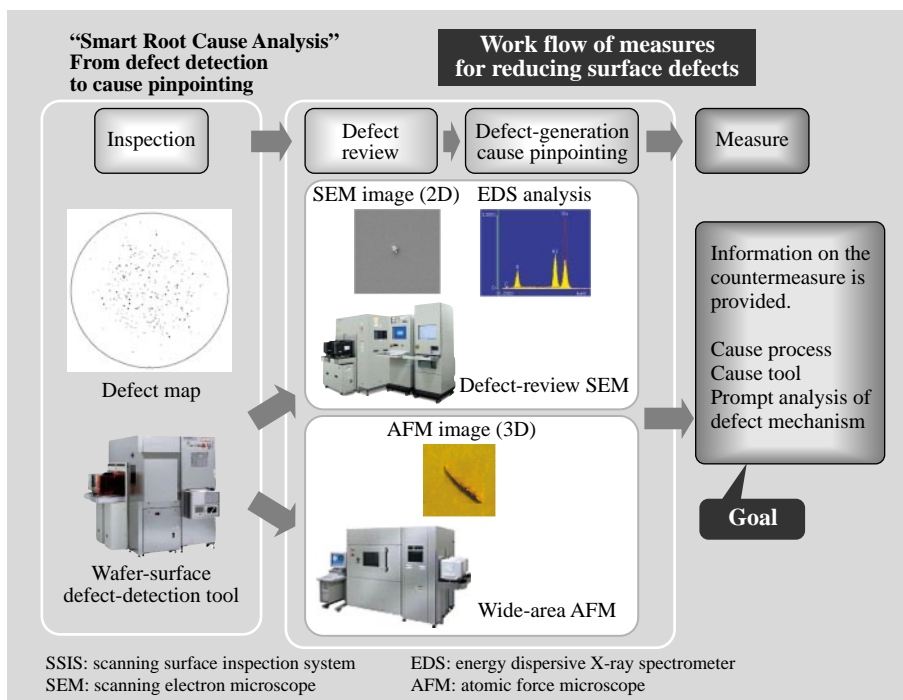 “Smart Root Cause Analysis”
From defect detection
to cause pinpointing
Work flow of measures
for reducing surface defects
Inspection
Defect
review
Defect-generation
cause pinpointing
Measure
SEM image (2D)
EDS analysis
Defect map
Defect-review SEM
Information on the
countermeasure is
provided.
Cause process
Cause tool
Prompt analysis of
defect mechanism
AFM image (3D)
Goal
Wafer-surface
defect-detection tool
Wide-area AFM
SSIS: scanning surface inspection system
EDS: energy dispersive X-ray spectrometer
SEM: scanning electron microscope
AFM: atomic force microscope